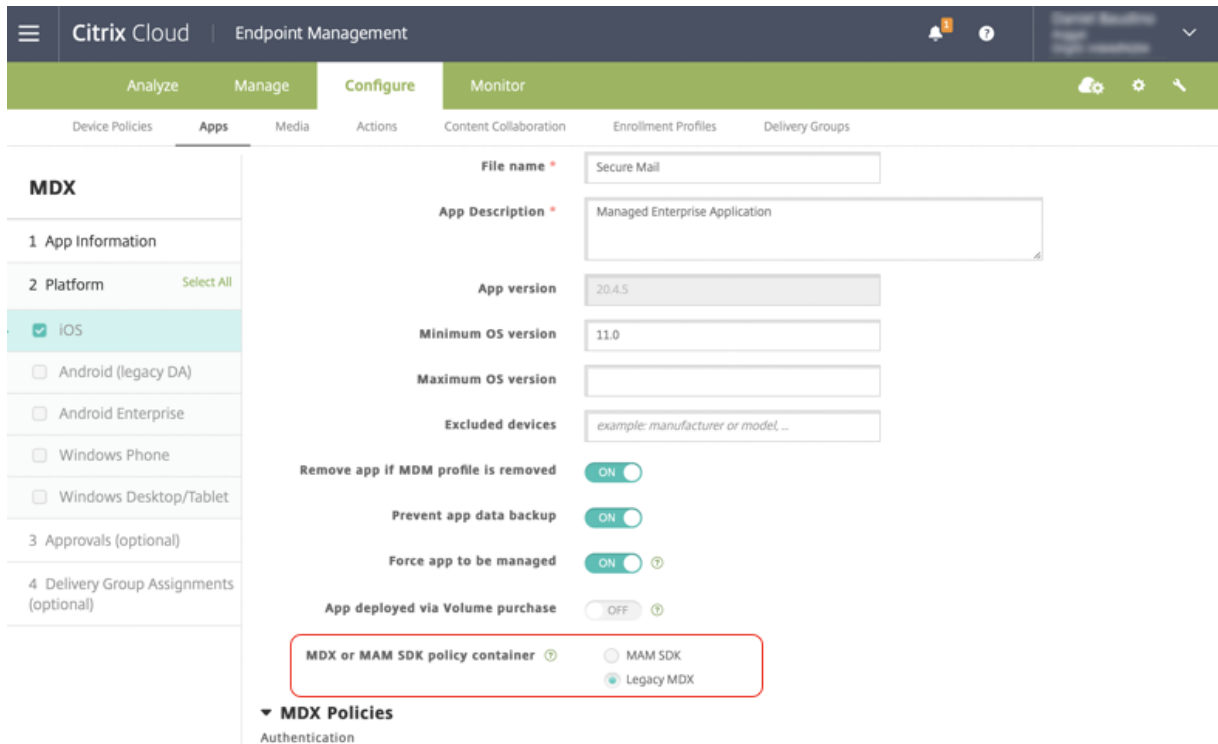 Citrix Cloud
Endpoint Management
1
?
Analyze Manage Configure Monitor
Device Policies Apps Media Actions Content Collaboration Enrollment Profiles Delivery Groups
MDX
1 App Information
2 Platform Select All
iOS
Android (legacy DA)
Android Enterprise
Windows Phone
Windows Desktop/Tablet
3 Approvals (optional)
4 Delivery Group Assignments
(optional)
File name * Secure Mail
App Description * Managed Enterprise Application
App version 20.4.5
Minimum OS version 11.0
Maximum OS version
Excluded devices example: manufacturer or model, ...
Remove app if MDM profile is removed ON
Prevent app data backup ON
Force app to be managed ON ?
App deployed via Volume purchase OFF ?
MDX or MAM SDK policy container ? MAM SDK
Legacy MDX
MDX Policies
Authentication